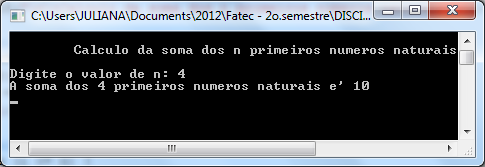 C:\Users\JULIANA\Documents\2012\Fatec - 2o.semestre\DISCI...
Calculo da soma dos n primeiros numeros naturais
Digite o valor de n: 4
A soma dos 4 primeiros numeros naturais e' 10